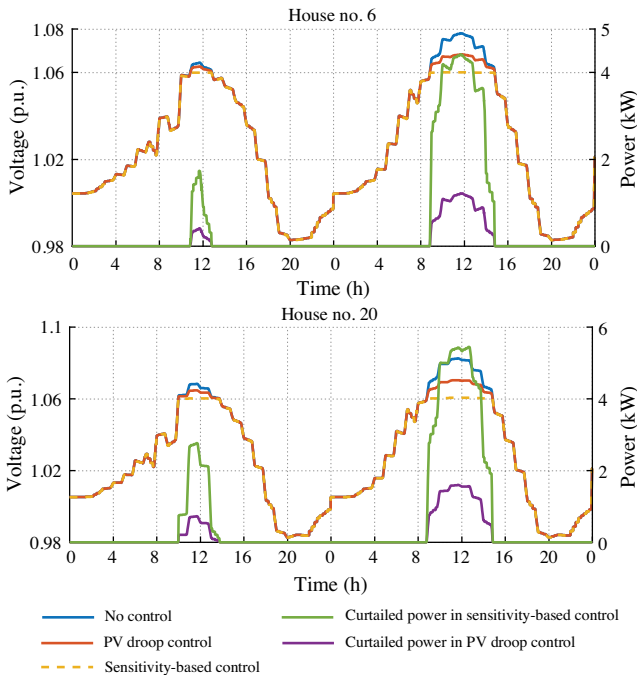 House no. 6
1.08
1.06
1.02
0.98
Voltage (p.u.)
5
4
2
0
Power (kW)
0 4 8 12 16 20 0 4 8 12 16 20 0
Time (h)
House no. 20
1.1
1.06
1.02
0.98
Voltage (p.u.)
6
4
2
0
Power (kW)
0 4 8 12 16 20 0 4 8 12 16 20 0
Time (h)
No control
PV droop control
Sensitivity-based control
Curtailed power in sensitivity-based control
Curtailed power in PV droop control